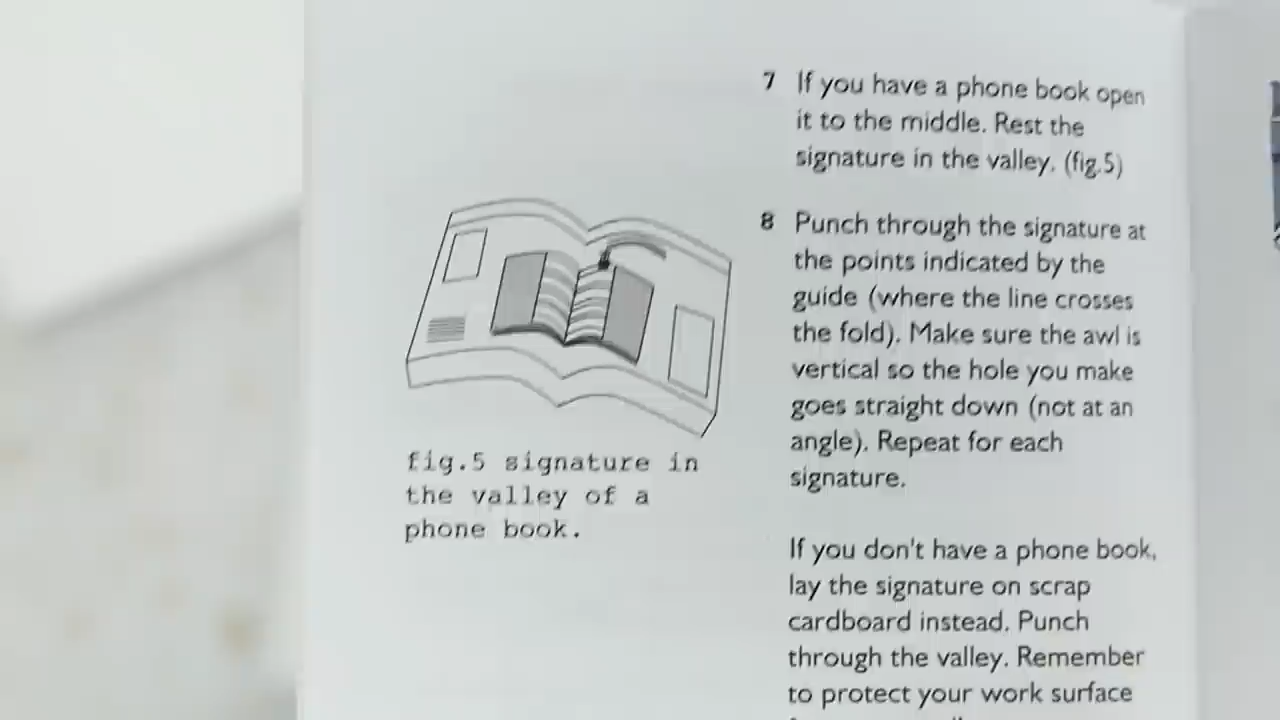 7 If you have a phone book open
it to the middle. Rest the
signature in the valley. (fig.5)
8 Punch through the signature at
the points indicated by the
guide (where the line crosses
the fold). Make sure the awl is
vertical so the hole you make
goes straight down (not at an
angle). Repeat for each
signature.
If you don't have a phone book,
lay the signature on scrap
cardboard instead. Punch
through the valley. Remember
to protect your work surface
fig.5 signature in
the valley of a
phone book.